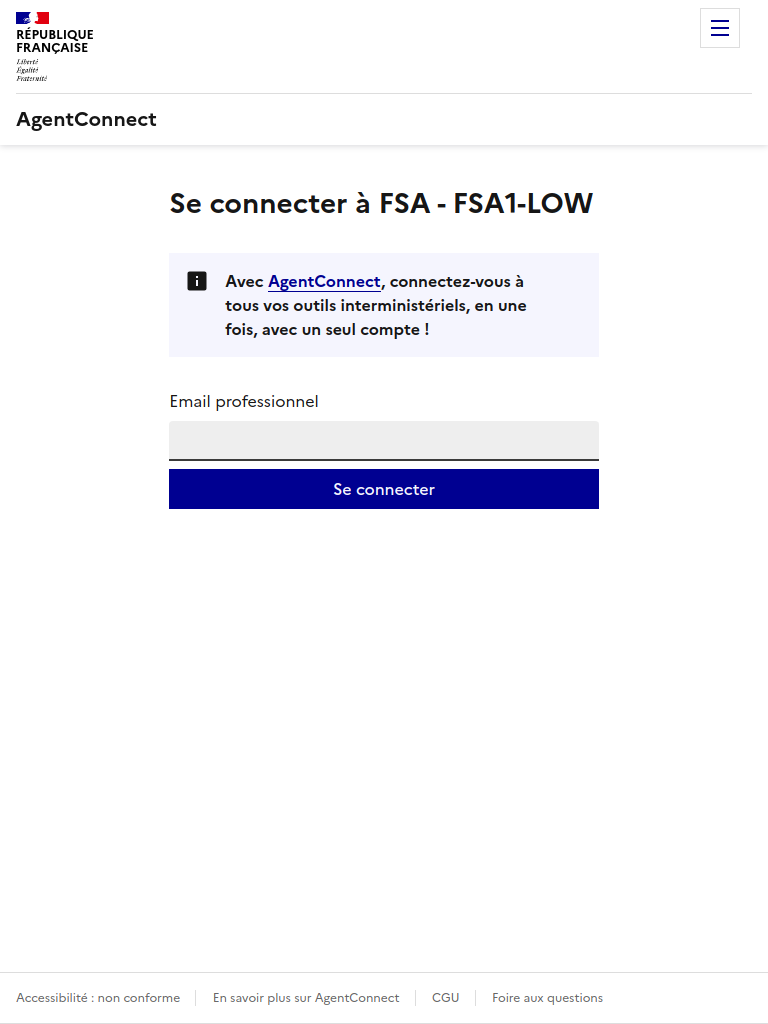 RÉPUBLIQUE
FRANÇAISE
Liberté
Égalité
Fraternité
AgentConnect
Se connecter à FSA - FSA1-LOW
Avec AgentConnect, connectez-vous à
tous vos outils interministériels, en une
fois, avec un seul compte !
Email professionnel
Se connecter
Accessibilité : non conforme
En savoir plus sur AgentConnect
CGU
Foire aux questions